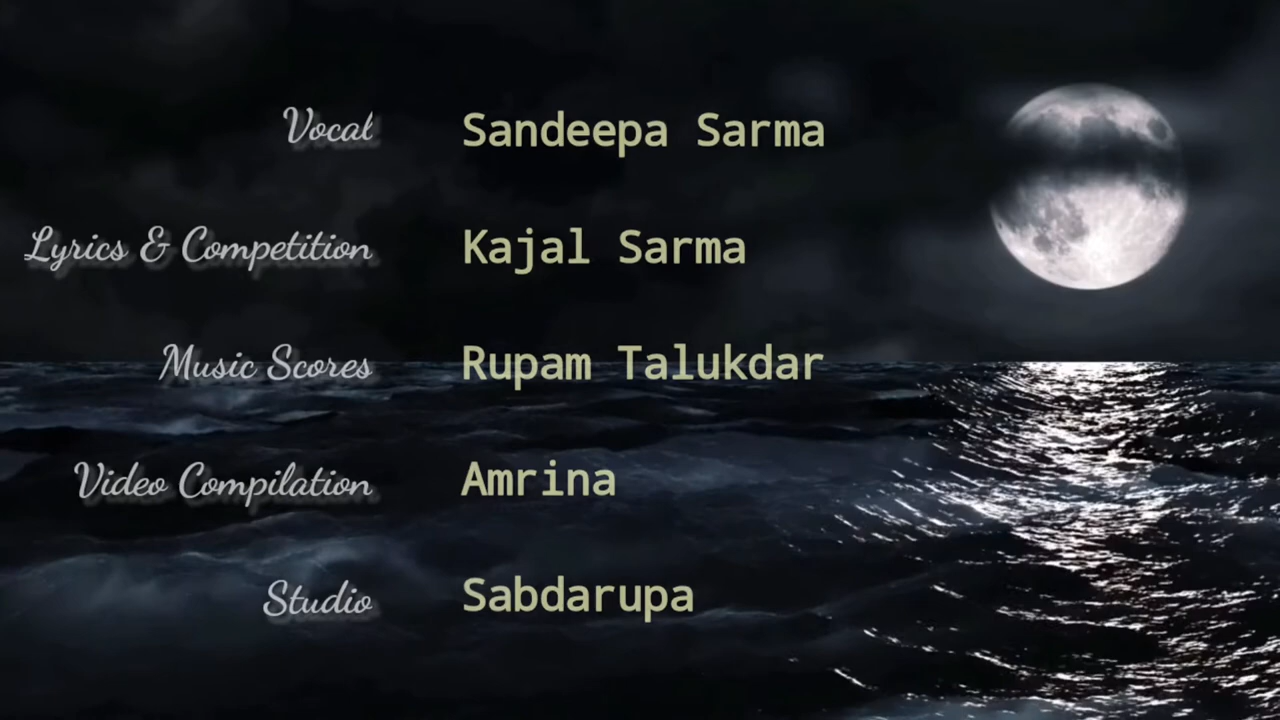 Vocal Sandeepa Sarma
Lyrics & Competition Kajal Sarma
Music Scores Rupam Talukdar
Video Compilation Amrina
Studio Sabdarupa